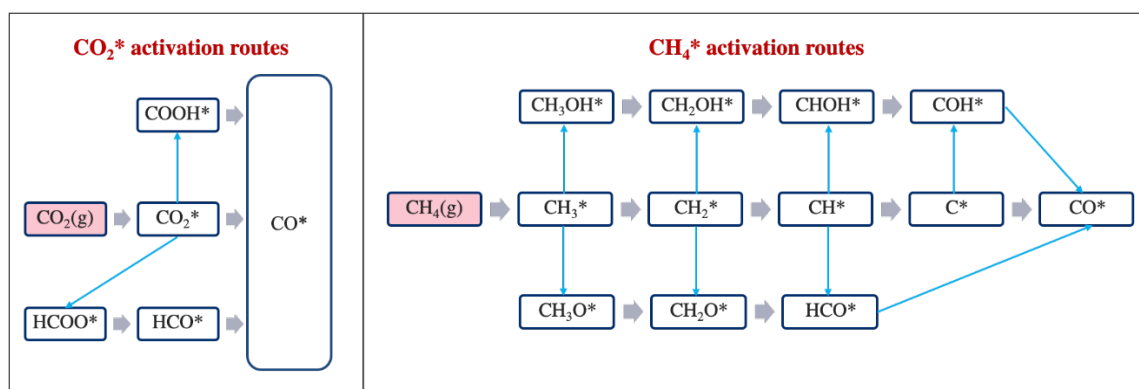 CO₂* activation routes
COOH*
CO₂(g)
CO₂*
CO*
HCOO*
HCO*
CH₄* activation routes
CH₃OH*
CH₂OH*
CHOH*
COH*
CH₄(g)
CH₃*
CH₂*
CH*
C*
CO*
CH₃O*
CH₂O*
HCO*